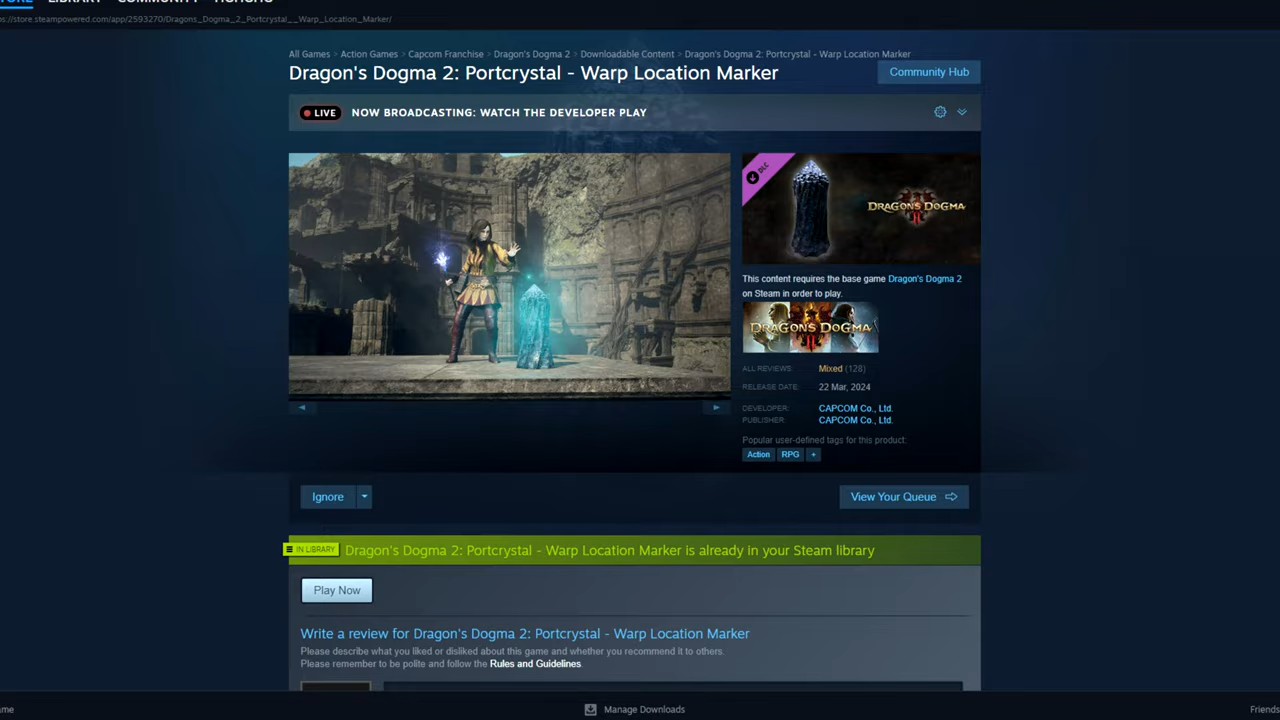 LIBRARY
COMMUNITY
ps://store.steampowered.com/app/2593270/Dragons_Dogma_2_Portcrystal__Warp_Location_Marker/
All Games > Action Games > Capcom Franchise > Dragon's Dogma 2 > Downloadable Content > Dragon's Dogma 2: Portcrystal - Warp Location Marker
Dragon's Dogma 2: Portcrystal - Warp Location Marker
Community Hub
LIVE
NOW BROADCASTING: WATCH THE DEVELOPER PLAY
DLC
DRAGON'S DOGMA
II
This content requires the base game Dragon's Dogma 2
on Steam in order to play.
DRAGON'S DOGMA
II
ALL REVIEWS: Mixed (128)
RELEASE DATE: 22 Mar, 2024
DEVELOPER: CAPCOM Co., Ltd.
PUBLISHER: CAPCOM Co., Ltd.
Popular user-defined tags for this product:
Action RPG +
Ignore
View Your Queue
IN LIBRARY
Dragon's Dogma 2: Portcrystal - Warp Location Marker is already in your Steam library
Play Now
Write a review for Dragon's Dogma 2: Portcrystal - Warp Location Marker
Please describe what you liked or disliked about this game and whether you recommend it to others.
Please remember to be polite and follow the Rules and Guidelines.
ame
Manage Downloads
Friends